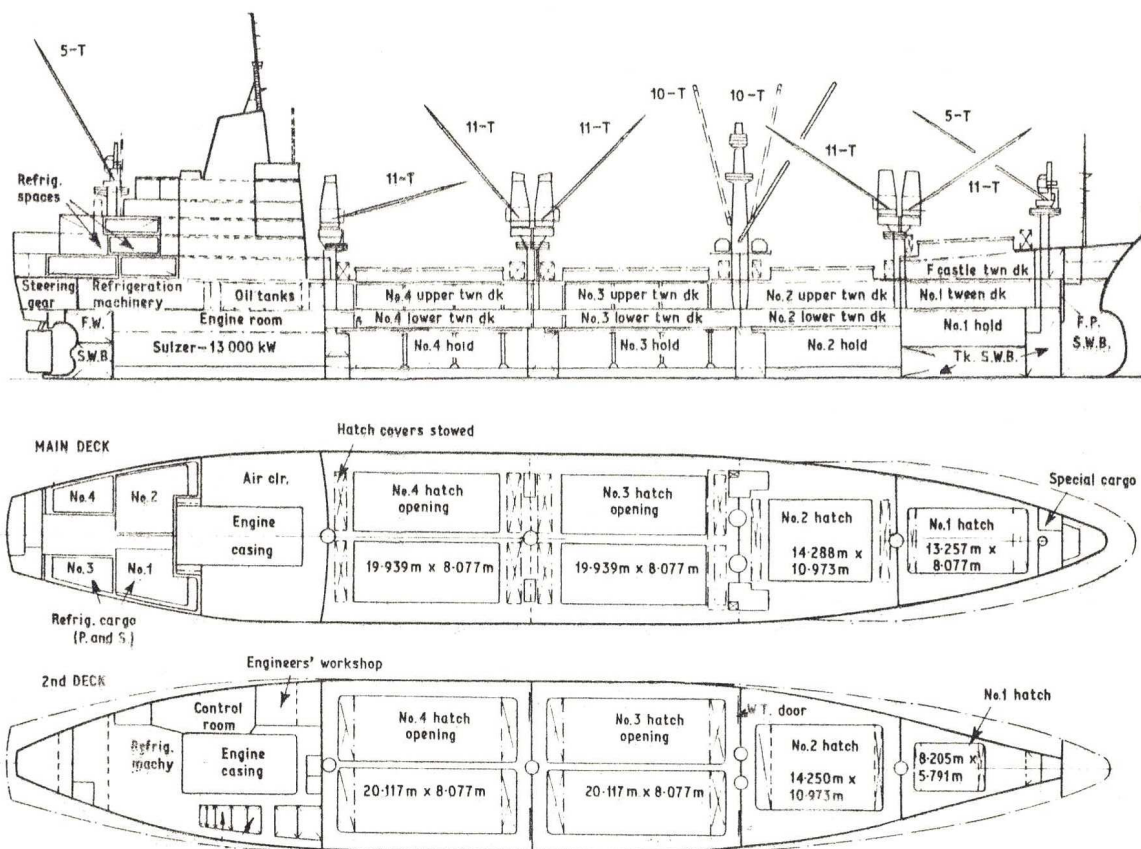 5-T
11-T
11-T
11-T
10-T
10-T
11-T
5-T
11-T
Refrig.
spaces
Steering
gear
Refrigeration
machinery
Oil tanks
No.4 upper twn dk
No.3 upper twn dk
No.2 upper twn dk
F castle twn dk
No.1 tween dk
F.W.
Engine room
No.4 lower twn dk
No.3 lower twn dk
No.2 lower twn dk
No.1 hold
F.P.
S.W.B.
S.W.B.
Sulzer-13 000 kW
No.4 hold
No.3 hold
No.2 hold
Tk. S.W.B.
MAIN DECK
Hatch covers stowed
Special cargo
No.4
No.2
Air clr.
No.4 hatch
opening
No.3 hatch
opening
No.2 hatch
No.1 hatch
Engine
casing
No.3
No.1
19·939m x 8·077m
19·939m x 8·077m
14·288m x
10·973m
13·257m x
8·077m
Refrig. cargo
(P. and S.)
2nd DECK
Engineers' workshop
No.1 hatch
Control
room
No.4 hatch
opening
No.3 hatch
opening
W.T. door
Refrig.
machy
Engine
casing
No.2 hatch
8·205m x
5·791m
20·117m x 8·077m
20·117m x 8·077m
14·250m x
10·973m